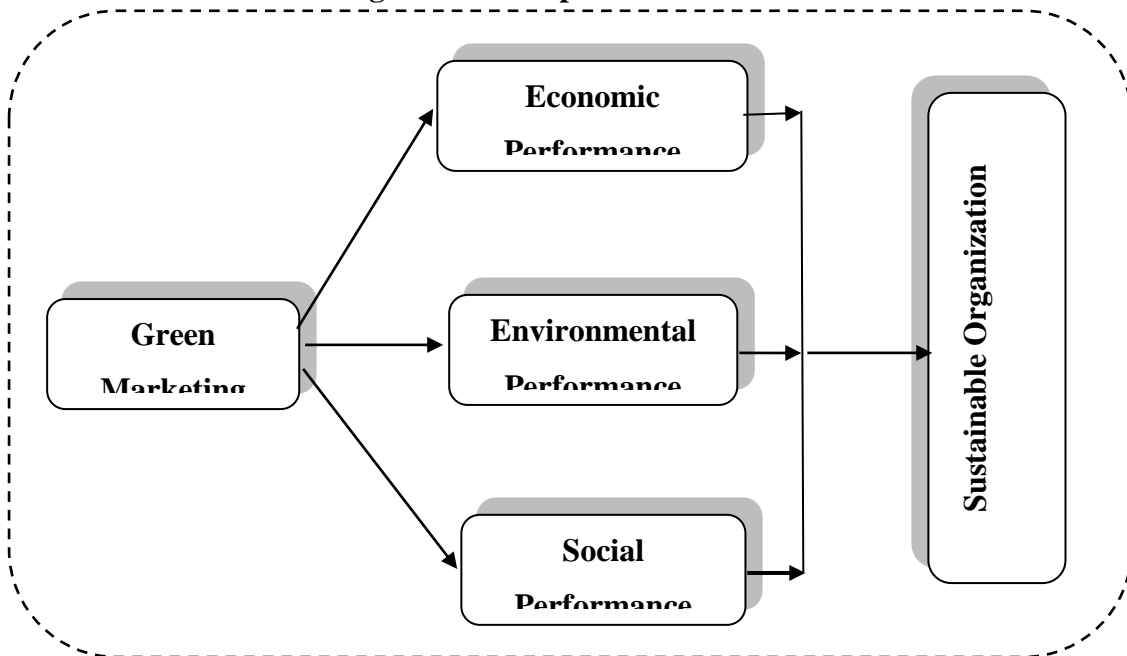 Economic
Performance
Green
Marketing
Environmental
Performance
Social
Performance
Sustainable Organization